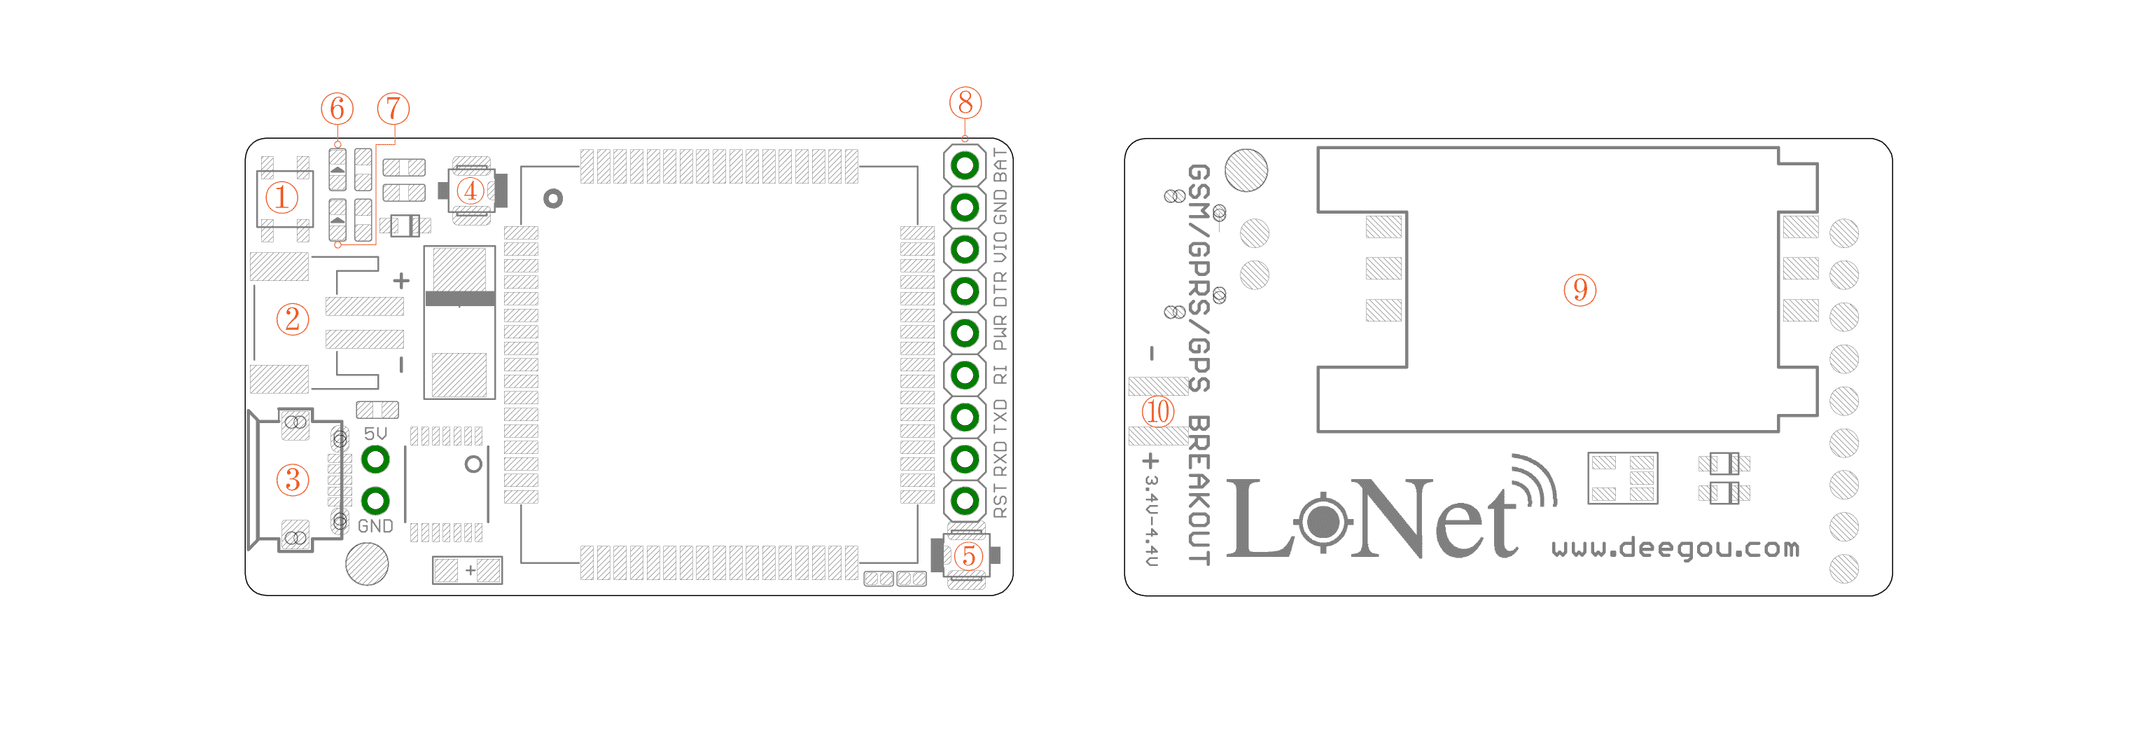 ⑥ ⑦ ⑧
①
④
②
+
-
③
5V
GND
+
BAT
GND
VIO
DTR
PWR
RI
TXD
RXD
RST
⑤
GSM/GPRS/GPS BREAKOUT
⑨
-
⑩
+ 3.4V-4.4V
LoNet
www.deegou.com